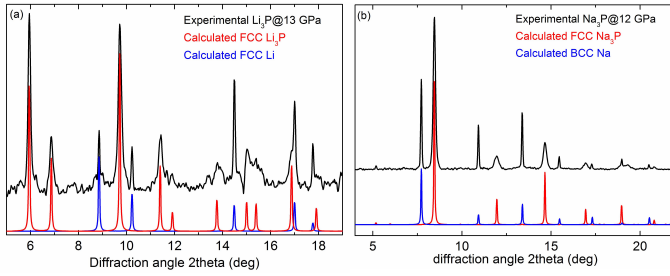 (a)
Experimental Li3P@13 GPa
Calculated FCC Li3P
Calculated FCC Li
6 8 10 12 14 16 18
Diffraction angle 2theta (deg)
(b)
Experimental Na3P@12 GPa
Calculated FCC Na3P
Calculated BCC Na
5 10 15 20
diffraction angle 2theta (deg)